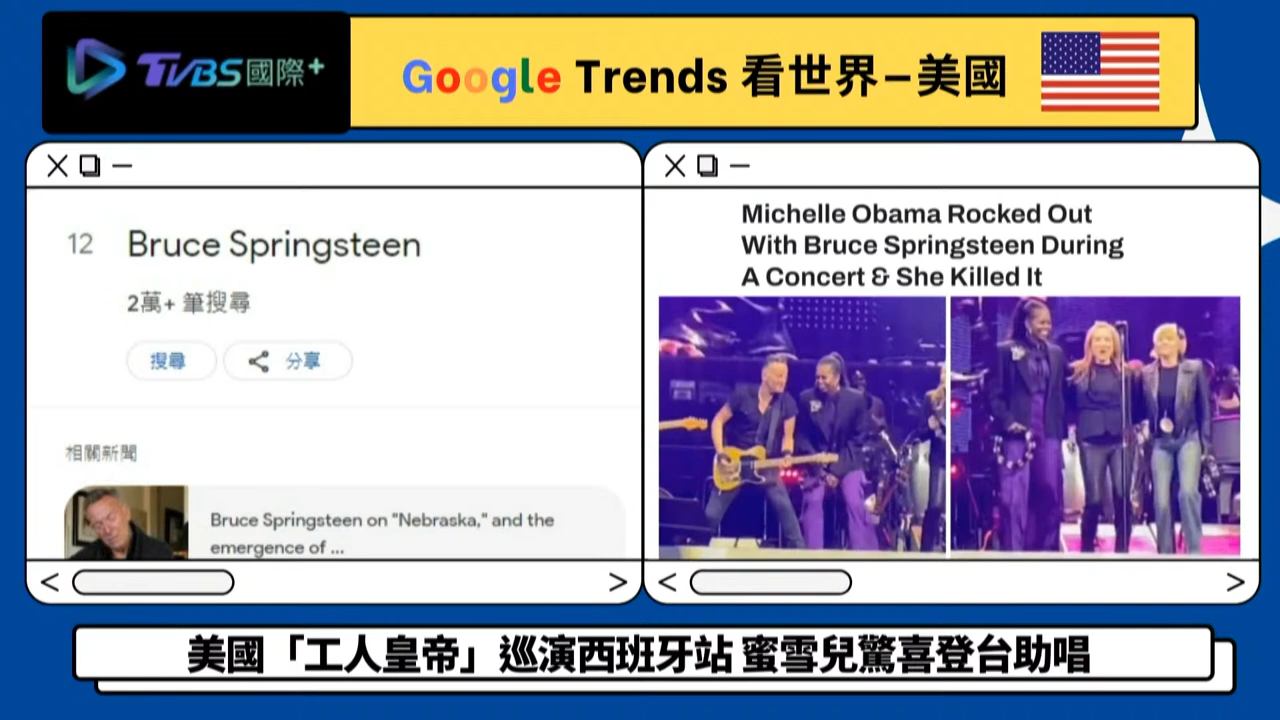 TVBS國際+
Google Trends 看世界–美國
12
Bruce Springsteen
2萬+ 筆搜尋
搜尋
分享
相關新聞
Bruce Springsteen on "Nebraska," and the
emergence of ...
Michelle Obama Rocked Out
With Bruce Springsteen During
A Concert & She Killed It
美國「工人皇帝」巡演西班牙站 蜜雪兒驚喜登台助唱